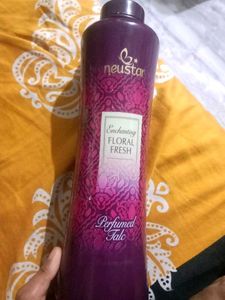 neustar
Enchanting
FLORAL
FRESH
Perfumed
Talc